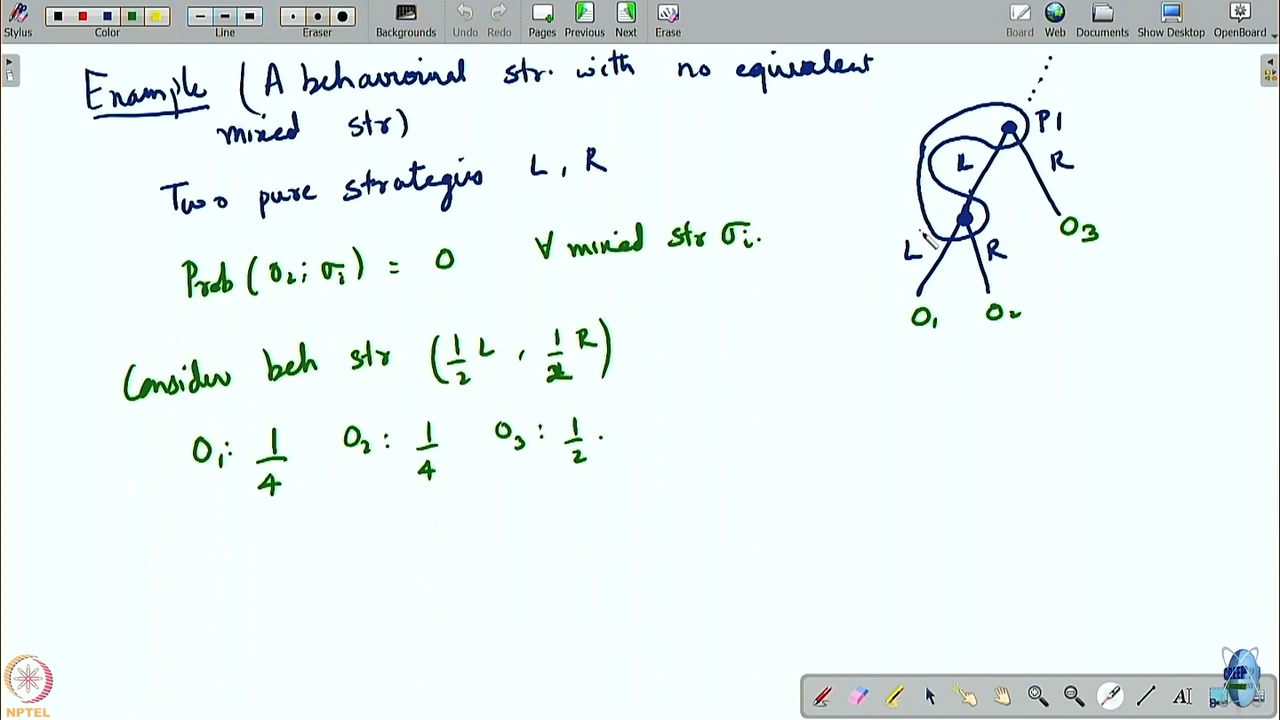 Stylus
Color
Line
Eraser
Backgrounds
Undo
Redo
Pages
Previous
Next
Erase
Board
Web
Documents
Show Desktop
OpenBoard
Example (A behavioural str. with no equivalent
mixed str)
Two pure strategies L, R
Prob (O₂; σᵢ) = 0 ∀ mixed str σᵢ.
Consider beh str (1/2 L, 1/2 R)
O₁: 1/4 O₂: 1/4 O₃: 1/2.
P1
L R
O₃
L R
O₁ O₂
NPTEL